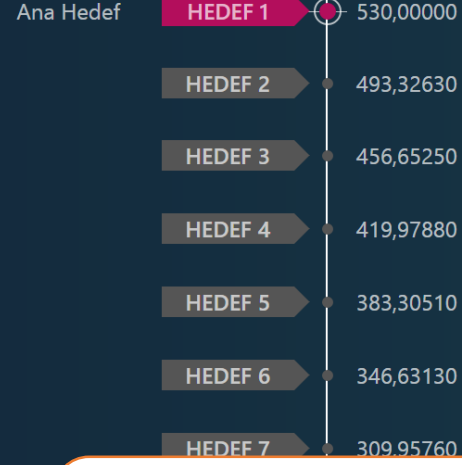 Ana Hedef HEDEF 1 530,00000
HEDEF 2 493,32630
HEDEF 3 456,65250
HEDEF 4 419,97880
HEDEF 5 383,30510
HEDEF 6 346,63130
HEDEF 7 309,95760